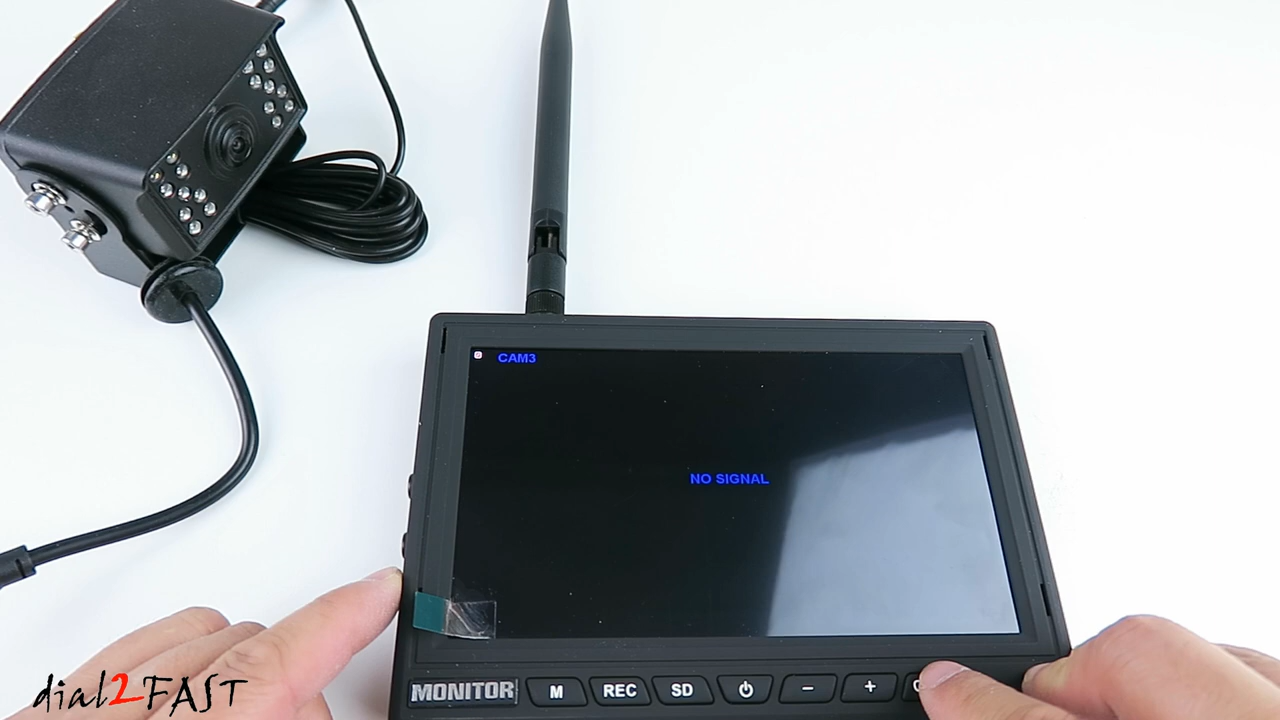 CAM3
NO SIGNAL
MONITOR M REC SD − +
dial2FAST